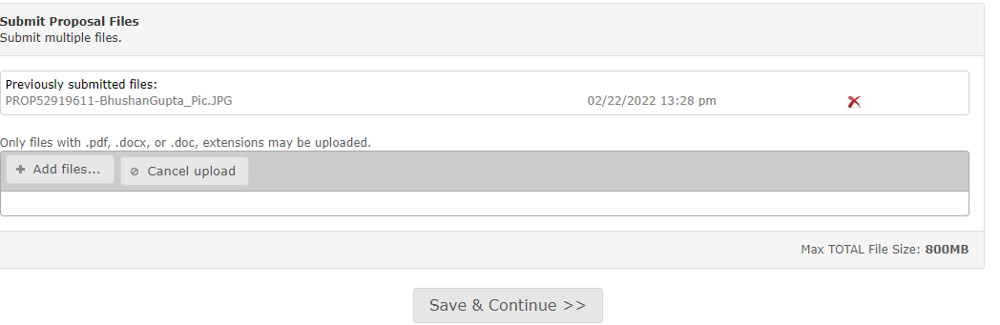 Submit Proposal Files
Submit multiple files.
Previously submitted files:
PROP52919611-BhushanGupta_Pic.JPG 02/22/2022 13:28 pm
Only files with .pdf, .docx, or .doc, extensions may be uploaded.
Add files... Cancel upload
Max TOTAL File Size: 800MB
Save & Continue >>